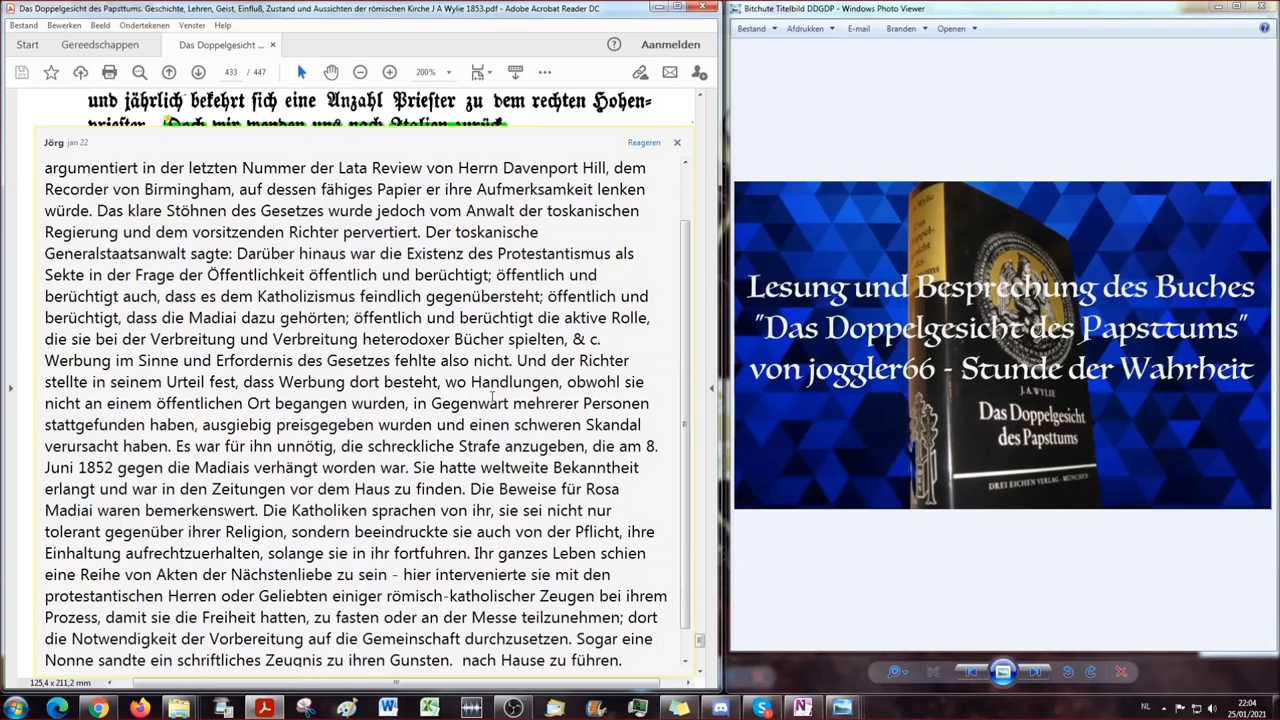 Das Doppelgesicht des Papsttums. Geschichte, Lehren, Geist, Einfluß, Zustand und Aussichten der römischen Kirche J A Wylie 1853.pdf - Adobe Acrobat Reader DC
Bestand Bewerken Beeld Ondertekenen Venster Help
Start Gereedschappen Das Doppelgesicht ... Anmelden
433 / 447 200%
und jährlich bekehrt sich eine Anzahl Priester zu dem rechten Hohen-
priester. Doch wir wenden uns nach Italien zurück
Jörg jan 22 Reageren
argumentiert in der letzten Nummer der Lata Review von Herrn Davenport Hill, dem
Recorder von Birmingham, auf dessen fähiges Papier er ihre Aufmerksamkeit lenken
würde. Das klare Stöhnen des Gesetzes wurde jedoch vom Anwalt der toskanischen
Regierung und dem vorsitzenden Richter pervertiert. Der toskanische
Generalstaatsanwalt sagte: Darüber hinaus war die Existenz des Protestantismus als
Sekte in der Frage der Öffentlichkeit öffentlich und berüchtigt; öffentlich und
berüchtigt auch, dass es dem Katholizismus feindlich gegenübersteht; öffentlich und
berüchtigt, dass die Madiai dazu gehörten; öffentlich und berüchtigt die aktive Rolle,
die sie bei der Verbreitung und Verbreitung heterodoxer Bücher spielten, & c.
Werbung im Sinne und Erfordernis des Gesetzes fehlte also nicht. Und der Richter
stellte in seinem Urteil fest, dass Werbung dort besteht, wo Handlungen, obwohl sie
nicht an einem öffentlichen Ort begangen wurden, in Gegenwart mehrerer Personen
stattgefunden haben, ausgiebig preisgegeben wurden und einen schweren Skandal
verursacht haben. Es war für ihn unnötig, die schreckliche Strafe anzugeben, die am 8.
Juni 1852 gegen die Madiais verhängt worden war. Sie hatte weltweite Bekanntheit
erlangt und war in den Zeitungen vor dem Haus zu finden. Die Beweise für Rosa
Madiai waren bemerkenswert. Die Katholiken sprachen von ihr, sie sei nicht nur
tolerant gegenüber ihrer Religion, sondern beeindruckte sie auch von der Pflicht, ihre
Einhaltung aufrechtzuerhalten, solange sie in ihr fortfuhren. Ihr ganzes Leben schien
eine Reihe von Akten der Nächstenliebe zu sein - hier intervenierte sie mit den
protestantischen Herren oder Geliebten einiger römisch-katholischer Zeugen bei ihrem
Prozess, damit sie die Freiheit hatten, zu fasten oder an der Messe teilzunehmen; dort
die Notwendigkeit der Vorbereitung auf die Gemeinschaft durchzusetzen. Sogar eine
Nonne sandte ein schriftliches Zeugnis zu ihren Gunsten. nach Hause zu führen.
125,4 x 211,2 mm
Bitchute Titelbild DDGDP - Windows Photo Viewer
Bestand Afdrukken E-mail Branden Openen
Lesung und Besprechung des Buches
"Das Doppelgesicht des Papsttums"
von joggler66 - Stunde der Wahrheit
J.A.WYLIE
Das Doppelgesicht
des Papsttums
DREI EICHEN VERLAG · MÜNCHEN
NL 22:04
25/01/2021